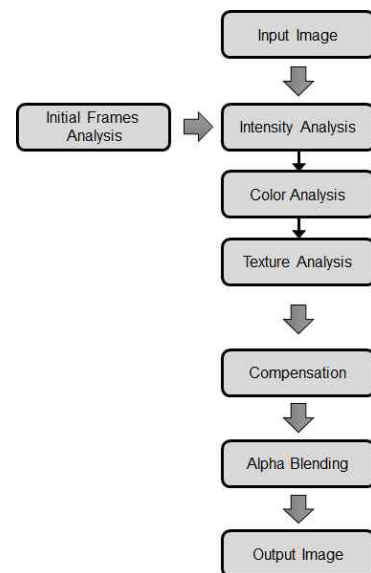 Input Image
Initial Frames
Analysis
Intensity Analysis
Color Analysis
Texture Analysis
Compensation
Alpha Blending
Output Image